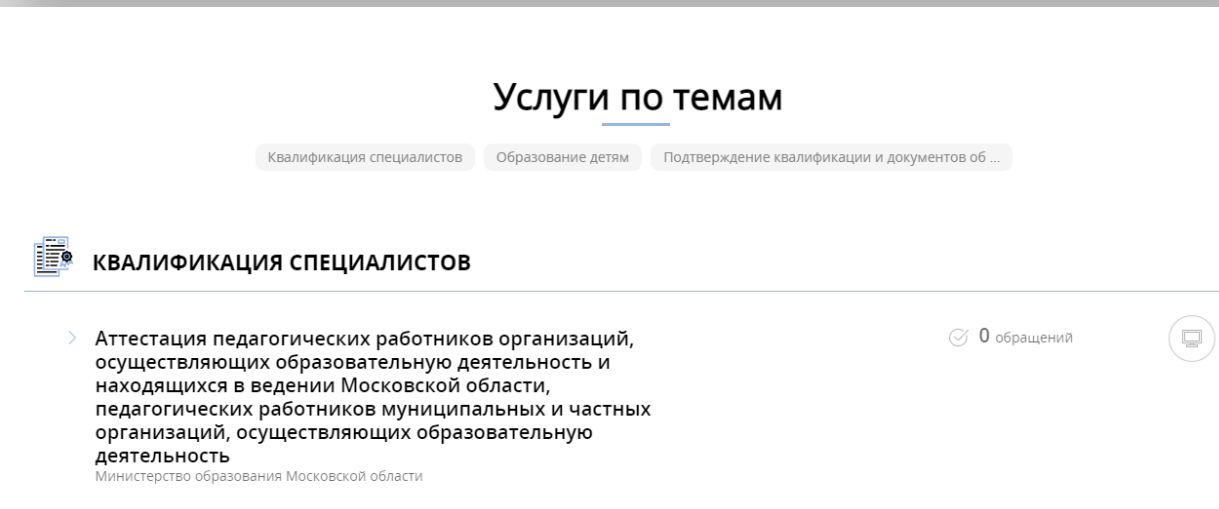 Услуги по темам
Квалификация специалистов Образование детям Подтверждение квалификации и документов об ...
КВАЛИФИКАЦИЯ СПЕЦИАЛИСТОВ
Аттестация педагогических работников организаций, 0 обращений
осуществляющих образовательную деятельность и
находящихся в ведении Московской области,
педагогических работников муниципальных и частных
организаций, осуществляющих образовательную
деятельность
Министерство образования Московской области